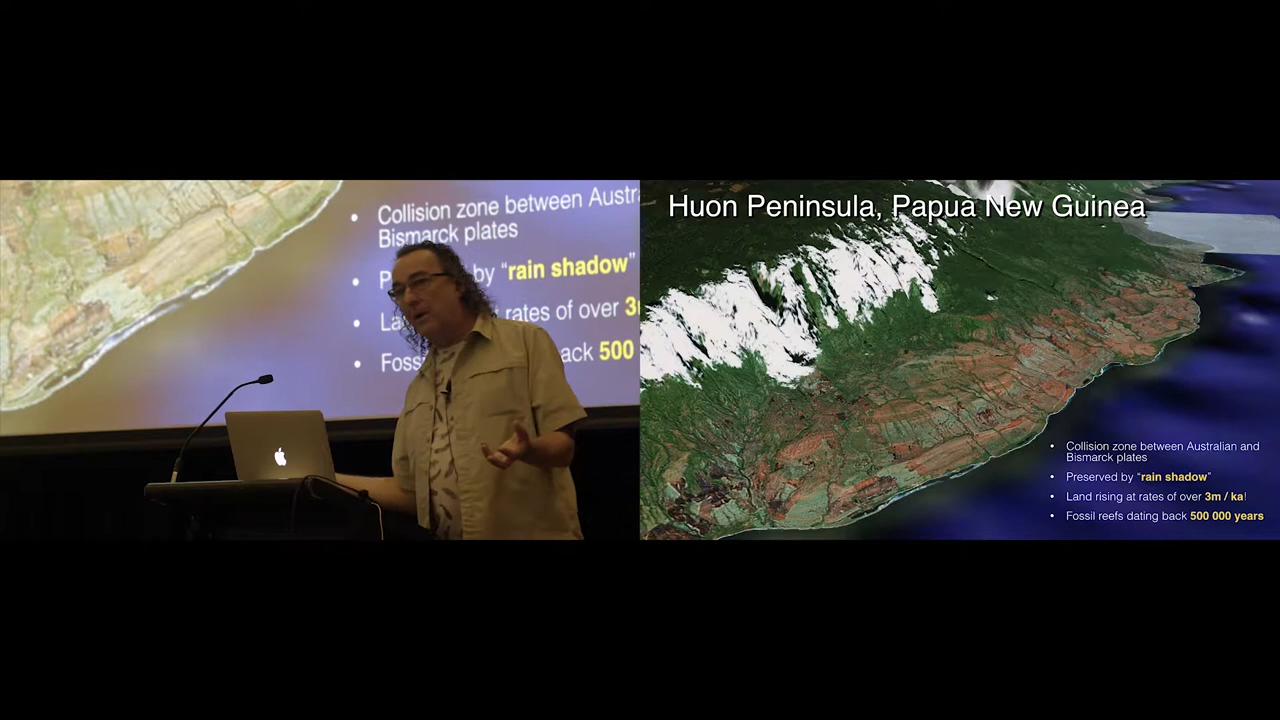 • Collision zone between Austr
Bismarck plates
• P by “rain shadow”
• La rates of over 3
• Foss ack 500
Huon Peninsula, Papua New Guinea
• Collision zone between Australian and
Bismarck plates
• Preserved by “rain shadow”
• Land rising at rates of over 3m / ka!
• Fossil reefs dating back 500 000 years